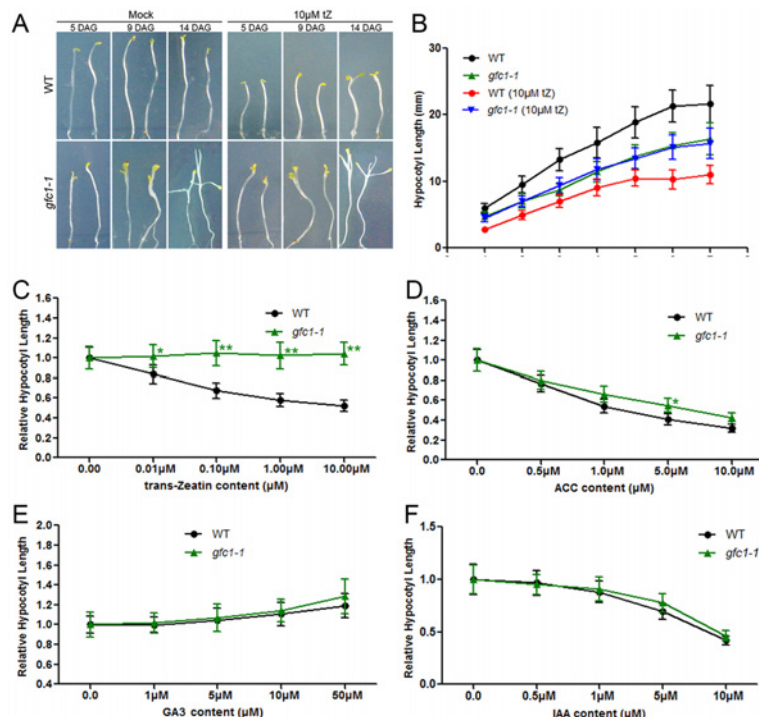 A
Mock
10µM tZ
5 DAG 9 DAG 14 DAG 5 DAG 9 DAG 14 DAG
WT
gfc1-1
B
Hypocotyl Length (mm)
30
20
10
0
WT
gfc1-1
WT (10µM tZ)
gfc1-1 (10µM tZ)
C
Relative Hypocotyl Length
1.6
1.4
1.2
1.0
0.8
0.6
0.4
0.2
0.0
WT
gfc1-1
* ** ** **
0.00 0.01µM 0.10µM 1.00µM 10.00µM
trans-Zeatin content (µM)
D
Relative Hypocotyl Length
1.6
1.4
1.2
1.0
0.8
0.6
0.4
0.2
0.0
WT
gfc1-1
*
0.0 0.5µM 1.0µM 5.0µM 10.0µM
ACC content (µM)
E
Relative Hypocotyl Length
2.0
1.8
1.6
1.4
1.2
1.0
0.8
0.6
0.4
WT
gfc1-1
0.0 1µM 5µM 10µM 50µM
GA3 content (µM)
F
Relative Hypocotyl Length
1.5
1.0
0.5
0.0
WT
gfc1-1
0.0 0.5µM 1µM 5µM 10µM
IAA content (µM)